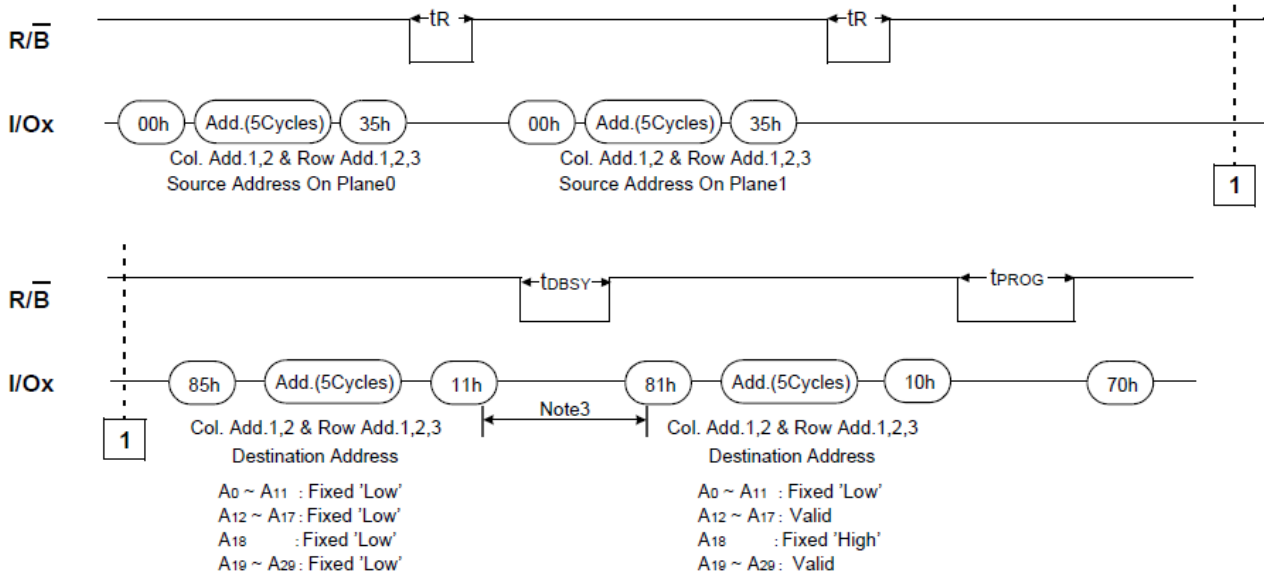 tR tR
R/B
I/Ox 00h Add.(5Cycles) 35h 00h Add.(5Cycles) 35h
Col. Add.1,2 & Row Add.1,2,3 Col. Add.1,2 & Row Add.1,2,3
Source Address On Plane0 Source Address On Plane1
1
tDBSY tPROG
R/B
I/Ox 85h Add.(5Cycles) 11h 81h Add.(5Cycles) 10h 70h
Note3
1
Col. Add.1,2 & Row Add.1,2,3 Col. Add.1,2 & Row Add.1,2,3
Destination Address Destination Address
A0 ~ A11 : Fixed 'Low' A0 ~ A11 : Fixed 'Low'
A12 ~ A17 : Fixed 'Low' A12 ~ A17 : Valid
A18 : Fixed 'Low' A18 : Fixed 'High'
A19 ~ A29 : Fixed 'Low' A19 ~ A29 : Valid